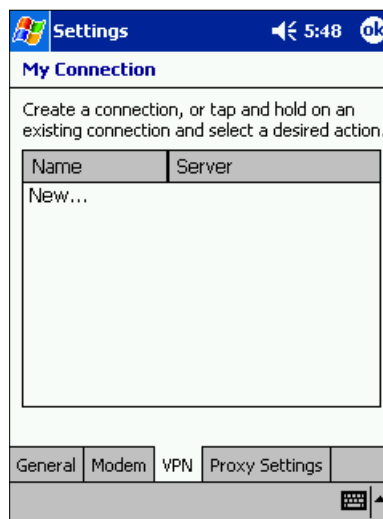 Settings 5:48 ok
My Connection
Create a connection, or tap and hold on an
existing connection and select a desired action.
Name Server
New...
General Modem VPN Proxy Settings